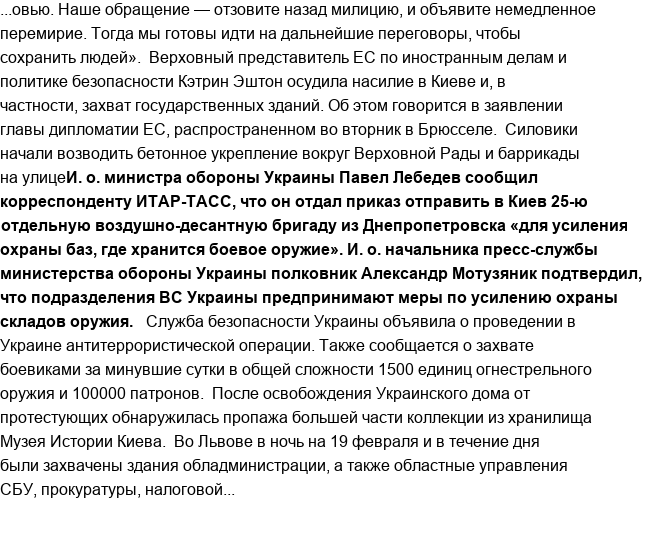 ...овью. Наше обращение — отзовите назад милицию, и объявите немедленное
перемирие. Тогда мы готовы идти на дальнейшие переговоры, чтобы
сохранить людей».  Верховный представитель ЕС по иностранным делам и
политике безопасности Кэтрин Эштон осудила насилие в Киеве и, в
частности, захват государственных зданий. Об этом говорится в заявлении
главы дипломатии ЕС, распространенном во вторник в Брюсселе.  Силовики
начали возводить бетонное укрепление вокруг Верховной Рады и баррикады
на улицеИ. о. министра обороны Украины Павел Лебедев сообщил
корреспонденту ИТАР-ТАСС, что он отдал приказ отправить в Киев 25-ю
отдельную воздушно-десантную бригаду из Днепропетровска «для усиления
охраны баз, где хранится боевое оружие». И. о. начальника пресс-службы
министерства обороны Украины полковник Александр Мотузяник подтвердил,
что подразделения ВС Украины предпринимают меры по усилению охраны
складов оружия.   Служба безопасности Украины объявила о проведении в
Украине антитеррористической операции. Также сообщается о захвате
боевиками за минувшие сутки в общей сложности 1500 единиц огнестрельного
оружия и 100000 патронов.  После освобождения Украинского дома от
протестующих обнаружилась пропажа большей части коллекции из хранилища
Музея Истории Киева.  Во Львове в ночь на 19 февраля и в течение дня
были захвачены здания обладминистрации, а также областные управления
СБУ, прокуратуры, налоговой...